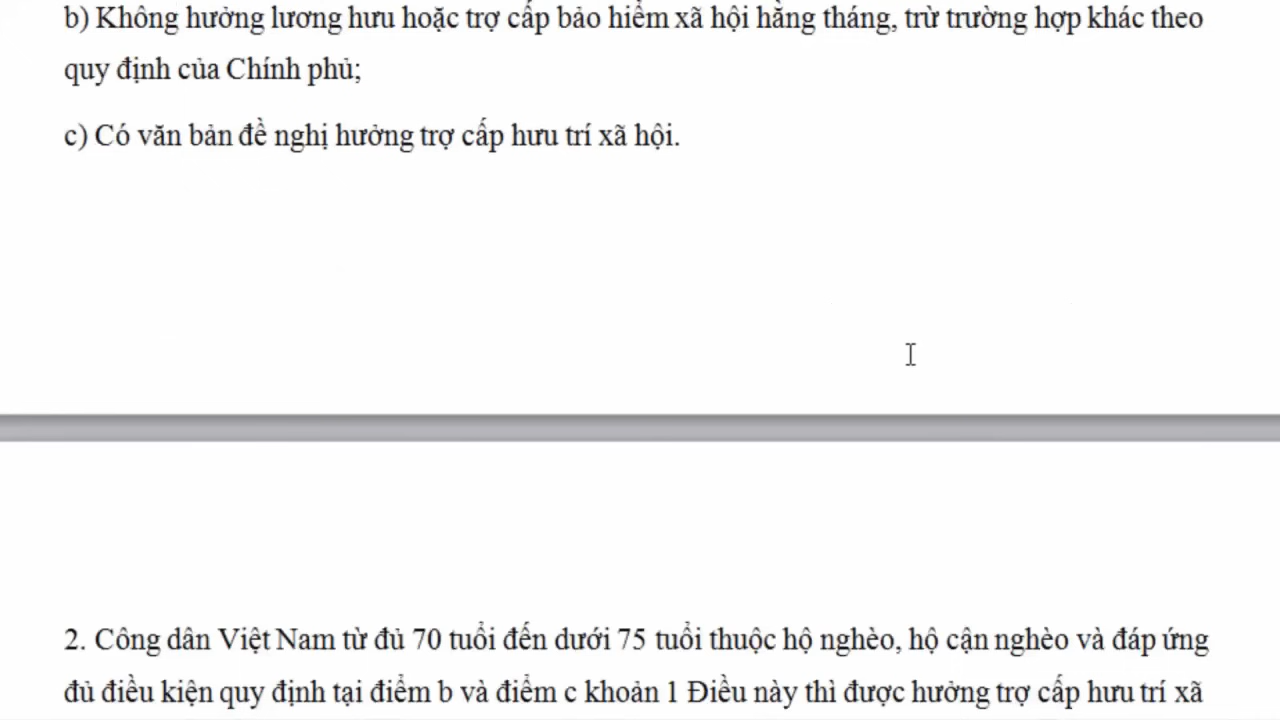 b) Không hưởng lương hưu hoặc trợ cấp bảo hiểm xã hội hằng tháng, trừ trường hợp khác theo
quy định của Chính phủ;
c) Có văn bản đề nghị hưởng trợ cấp hưu trí xã hội.
2. Công dân Việt Nam từ đủ 70 tuổi đến dưới 75 tuổi thuộc hộ nghèo, hộ cận nghèo và đáp ứng
đủ điều kiện quy định tại điểm b và điểm c khoản 1 Điều này thì được hưởng trợ cấp hưu trí xã